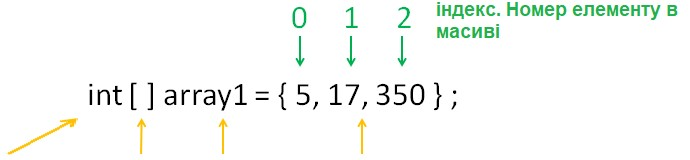 0 1 2 індекс. Номер елементу в
масиві
int [ ] array1 = { 5, 17, 350 } ;